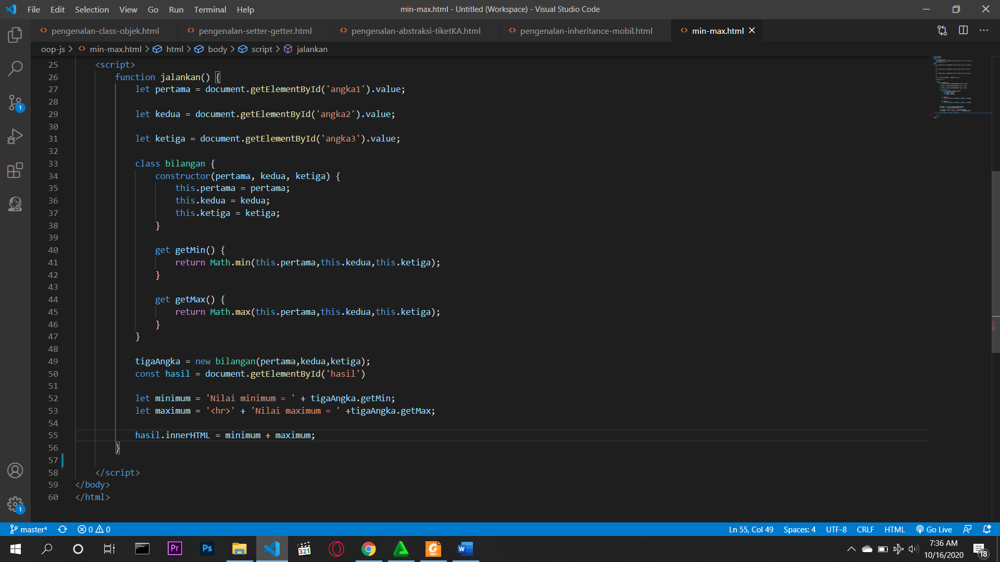 File Edit Selection View Go Run Terminal Help
min-max.html - Untitled (Workspace) - Visual Studio Code
pengenalan-class-objek.html
pengenalan-setter-getter.html
pengenalan-abstraksi-tiketKA.html
pengenalan-inheritance-mobil.html
min-max.html
oop-js > min-max.html > html > body > script > jalankan
25 <script>
26 function jalankan() {
27 let pertama = document.getElementById('angka1').value;
28
29 let kedua = document.getElementById('angka2').value;
30
31 let ketiga = document.getElementById('angka3').value;
32
33 class bilangan {
34 constructor(pertama, kedua, ketiga) {
35 this.pertama = pertama;
36 this.kedua = kedua;
37 this.ketiga = ketiga;
38 }
39
40 get getMin() {
41 return Math.min(this.pertama,this.kedua,this.ketiga);
42 }
43
44 get getMax() {
45 return Math.max(this.pertama,this.kedua,this.ketiga);
46 }
47 }
48
49 tigaAngka = new bilangan(pertama,kedua,ketiga);
50 const hasil = document.getElementById('hasil')
51
52 let minimum = 'Nilai minimum = ' + tigaAngka.getMin;
53 let maximum = '<hr>' + 'Nilai maximum = ' +tigaAngka.getMax;
54
55 hasil.innerHTML = minimum + maximum;
56 }
57
58 </script>
59 </body>
60 </html>
1
1
master* 0 0
Ln 55, Col 49 Spaces: 4 UTF-8 CRLF HTML Go Live
Pr
Ps
321
PDF
W
7:36 AM
10/16/2020
18